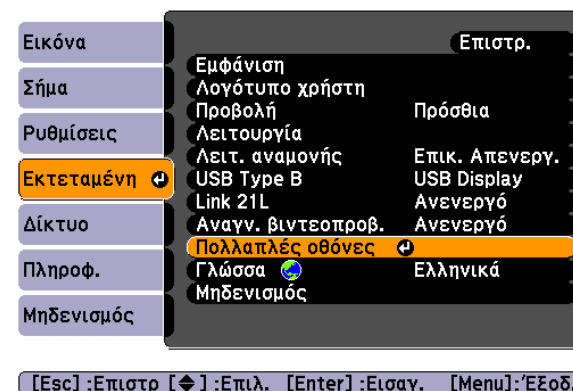 Εικόνα
Σήμα
Ρυθμίσεις
Εκτεταμένη
Δίκτυο
Πληροφ.
Μηδενισμός
Επιστρ.
Εμφάνιση
Λογότυπο χρήστη
Προβολή Πρόσθια
Λειτουργία
Λειτ. αναμονής Επικ. Απενεργ.
USB Type B USB Display
Link 21L Ανενεργό
Αναγν. βιντεοπροβ. Ανενεργό
Πολλαπλές οθόνες
Γλώσσα Ελληνικά
Μηδενισμός
[Esc] :Επιστρ [◆] :Επιλ. [Enter] :Εισαγ. [Menu]:Έξοδ.